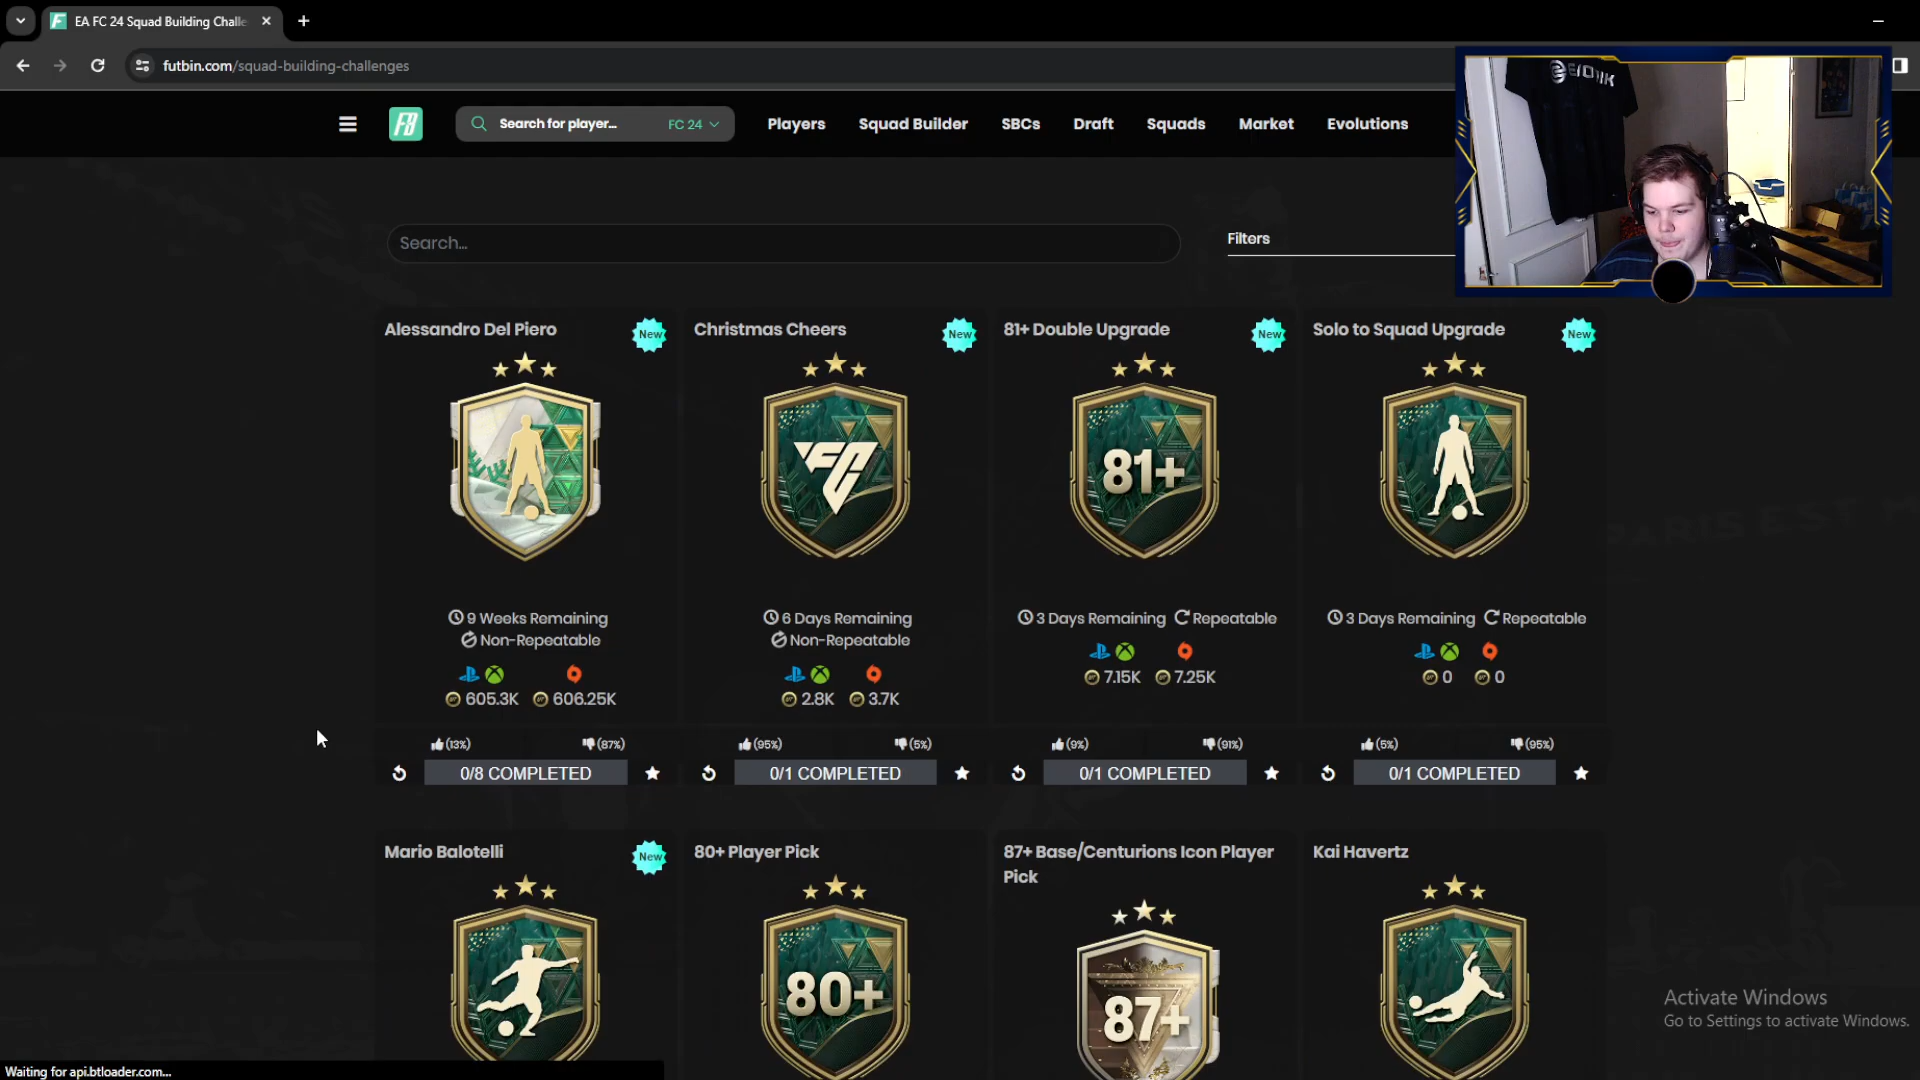 EA FC 24 Squad Building Challe
futbin.com/squad-building-challenges
Search for player...
FC 24
Players
Squad Builder
SBCs
Draft
Squads
Market
Evolutions
Search...
Filters
Alessandro Del Piero
New
Christmas Cheers
New
81+ Double Upgrade
New
Solo to Squad Upgrade
New
81+
9 Weeks Remaining
Non-Repeatable
605.3K 606.25K
6 Days Remaining
Non-Repeatable
2.8K 3.7K
3 Days Remaining Repeatable
7.15K 7.25K
3 Days Remaining Repeatable
0 0
(13%) (87%)
0/8 COMPLETED
(95%) (5%)
0/1 COMPLETED
(9%) (91%)
0/1 COMPLETED
(5%) (95%)
0/1 COMPLETED
Mario Balotelli
New
80+ Player Pick
87+ Base/Centurions Icon Player
Pick
Kai Havertz
80+
87+
Activate Windows
Go to Settings to activate Windows.
Waiting for api.btloader.com...